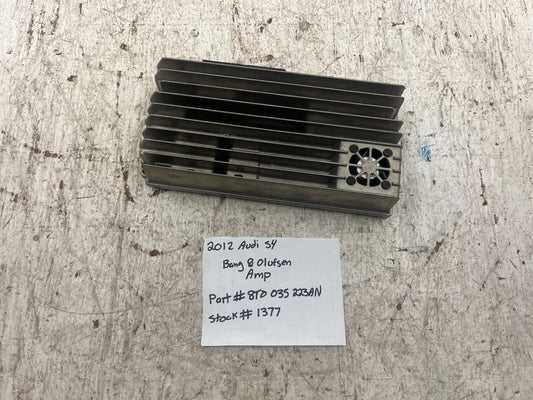 2012 Audi S4
Bang & Olufsen
Amp
Part# 8T0 035 223AN
Stock# 1377